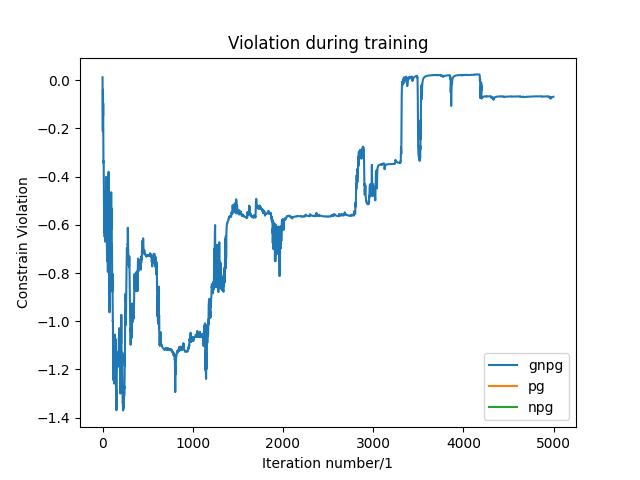 Violation during training
Constrain Violation
0.0
−0.2
−0.4
−0.6
−0.8
−1.0
−1.2
−1.4
0 1000 2000 3000 4000 5000
Iteration number/1
gnpg
pg
npg